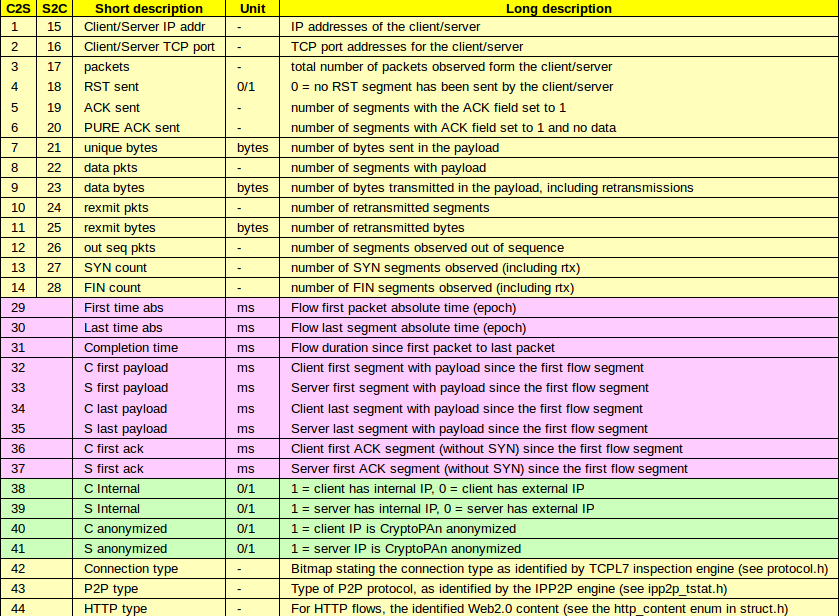 C2S S2C Short description Unit Long description
1 15 Client/Server IP addr - IP addresses of the client/server
2 16 Client/Server TCP port - TCP port addresses for the client/server
3 17 packets - total number of packets observed form the client/server
4 18 RST sent 0/1 0 = no RST segment has been sent by the client/server
5 19 ACK sent - number of segments with the ACK field set to 1
6 20 PURE ACK sent - number of segments with ACK field set to 1 and no data
7 21 unique bytes bytes number of bytes sent in the payload
8 22 data pkts - number of segments with payload
9 23 data bytes bytes number of bytes transmitted in the payload, including retransmissions
10 24 rexmit pkts - number of retransmitted segments
11 25 rexmit bytes bytes number of retransmitted bytes
12 26 out seq pkts - number of segments observed out of sequence
13 27 SYN count - number of SYN segments observed (including rtx)
14 28 FIN count - number of FIN segments observed (including rtx)
29 First time abs ms Flow first packet absolute time (epoch)
30 Last time abs ms Flow last segment absolute time (epoch)
31 Completion time ms Flow duration since first packet to last packet
32 C first payload ms Client first segment with payload since the first flow segment
33 S first payload ms Server first segment with payload since the first flow segment
34 C last payload ms Client last segment with payload since the first flow segment
35 S last payload ms Server last segment with payload since the first flow segment
36 C first ack ms Client first ACK segment (without SYN) since the first flow segment
37 S first ack ms Server first ACK segment (without SYN) since the first flow segment
38 C Internal 0/1 1 = client has internal IP, 0 = client has external IP
39 S Internal 0/1 1 = server has internal IP, 0 = server has external IP
40 C anonymized 0/1 1 = client IP is CryptoPAn anonymized
41 S anonymized 0/1 1 = server IP is CryptoPAn anonymized
42 Connection type - Bitmap stating the connection type as identified by TCPL7 inspection engine (see protocol.h)
43 P2P type - Type of P2P protocol, as identified by the IPP2P engine (see ipp2p_tstat.h)
44 HTTP type - For HTTP flows, the identified Web2.0 content (see the http_content enum in struct.h)